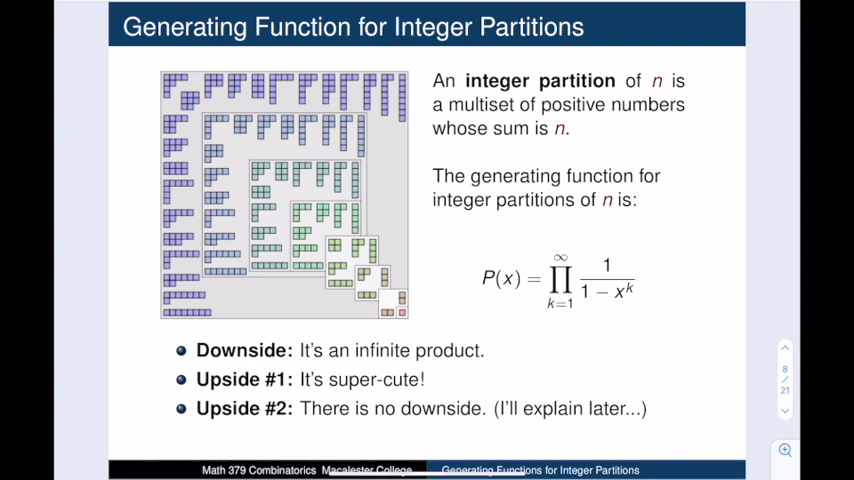 Generating Function for Integer Partitions
An integer partition of n is
a multiset of positive numbers
whose sum is n.
The generating function for
integer partitions of n is:
P(x) = ∏_{k=1}^{∞} 1 / (1 − x^k)
Downside: It's an infinite product.
Upside #1: It's super-cute!
Upside #2: There is no downside. (I'll explain later...)
8
/
21
Math 379 Combinatorics Macalester College
Generating Functions for Integer Partitions